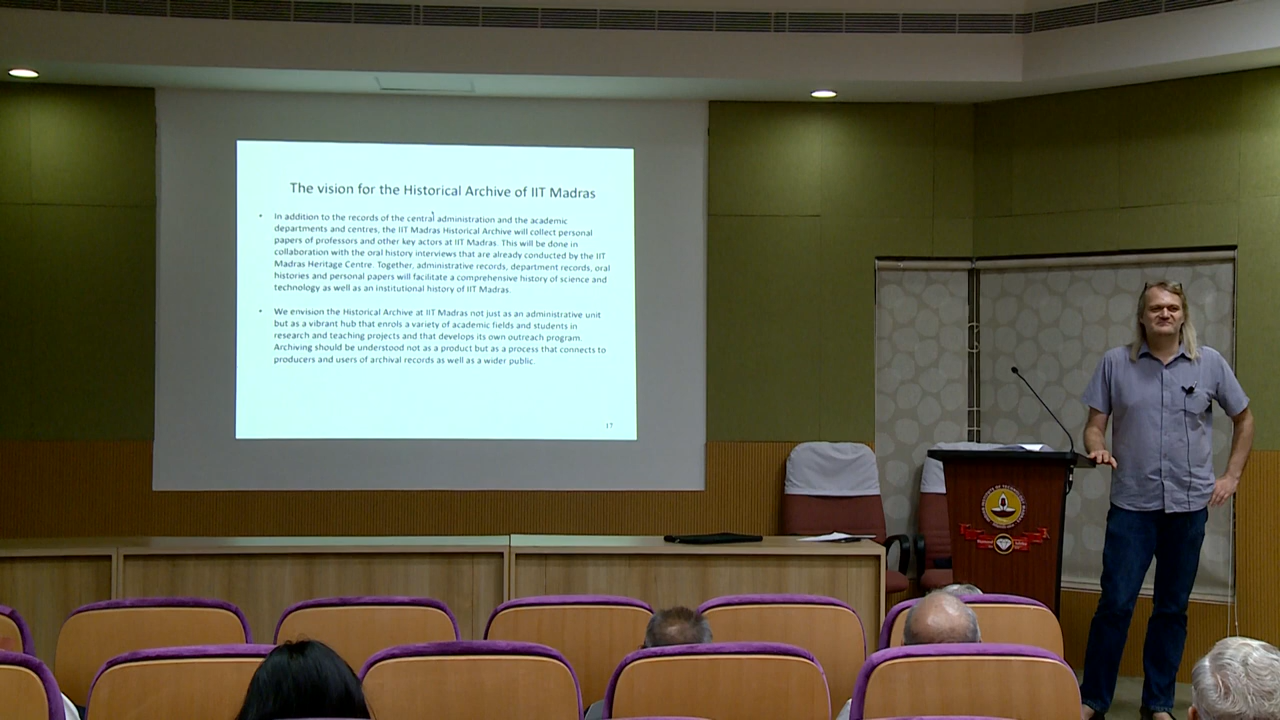 The vision for the Historical Archive of IIT Madras
• In addition to the records of the central administration and the academic
departments and centres, the IIT Madras Historical Archive will collect personal
papers of professors and other key actors at IIT Madras. This will be done in
collaboration with the oral history interviews that are already conducted by the IIT
Madras Heritage Centre. Together, administrative records, department records, oral
histories and personal papers will facilitate a comprehensive history of science and
technology as well as an institutional history of IIT Madras.
• We envision the Historical Archive at IIT Madras not just as an administrative unit
but as a vibrant hub that enrols a variety of academic fields and students in
research and teaching projects and that develops its own outreach program.
Archiving should be understood not as a product but as a process that connects to
producers and users of archival records as well as a wider public.
17